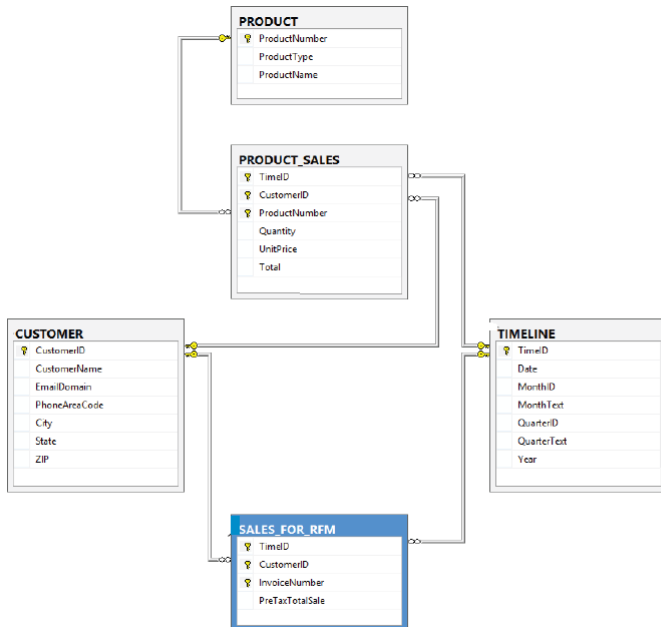 PRODUCT
ProductNumber
ProductType
ProductName
PRODUCT_SALES
TimeID
CustomerID
ProductNumber
Quantity
UnitPrice
Total
CUSTOMER
CustomerID
CustomerName
EmailDomain
PhoneAreaCode
City
State
ZIP
TIMELINE
TimeID
Date
MonthID
MonthText
QuarterID
QuarterText
Year
SALES_FOR_RFM
TimeID
CustomerID
InvoiceNumber
PreTaxTotalSale